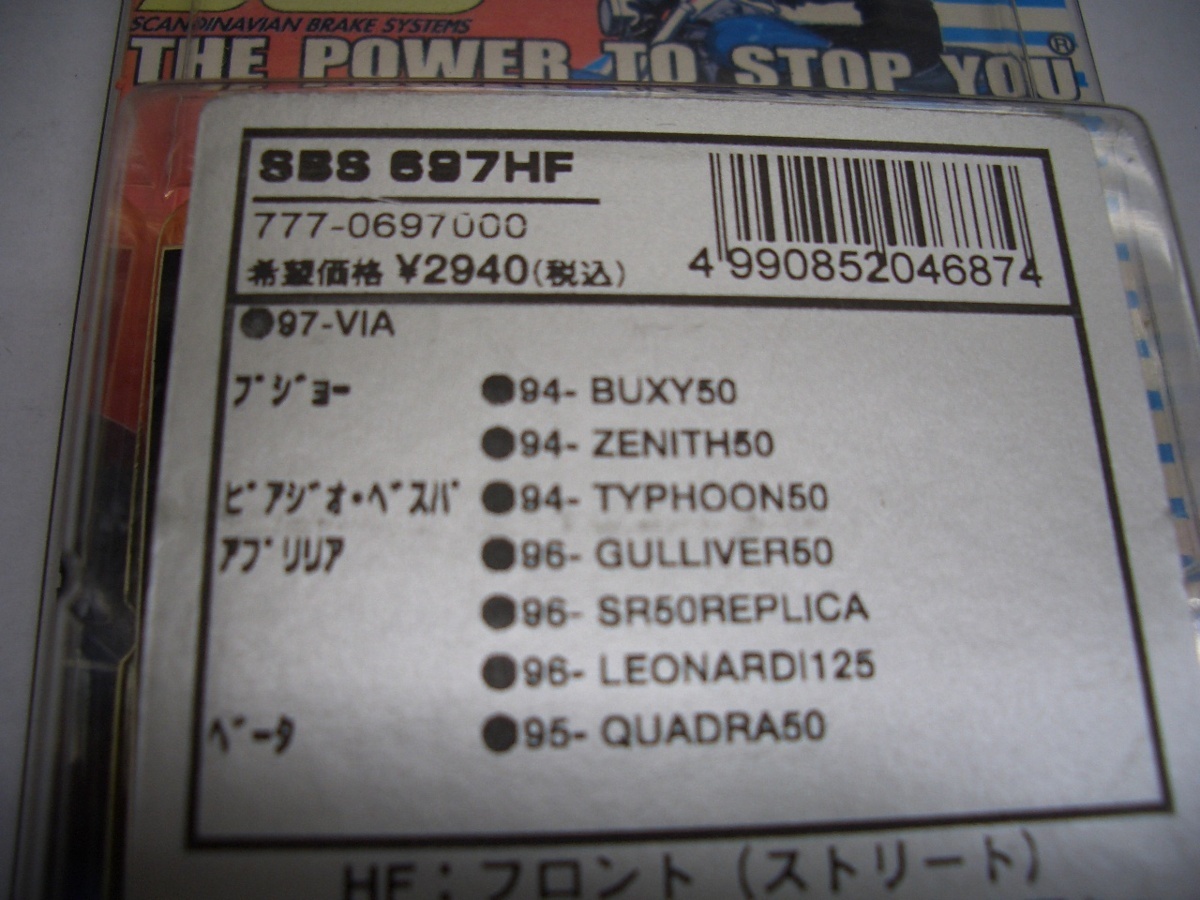 SCANDINAVIAN BRAKE SYSTEMS
THE POWER TO STOP YOU®
SBS 697HF
777-0697000
希望価格 ¥2940(税込)
4 990852 046874
●97-VIA
ﾌﾟｼﾞｮｰ ●94- BUXY50
●94- ZENITH50
ﾋﾟｱｼﾞｵ・ﾍﾞｽﾊﾟ ●94- TYPHOON50
ｱﾌﾟﾘﾘｱ ●96- GULLIVER50
●96- SR50REPLICA
●96- LEONARDI125
ﾍﾞｰﾀ ●95- QUADRA50
HF：フロント（ストリート）